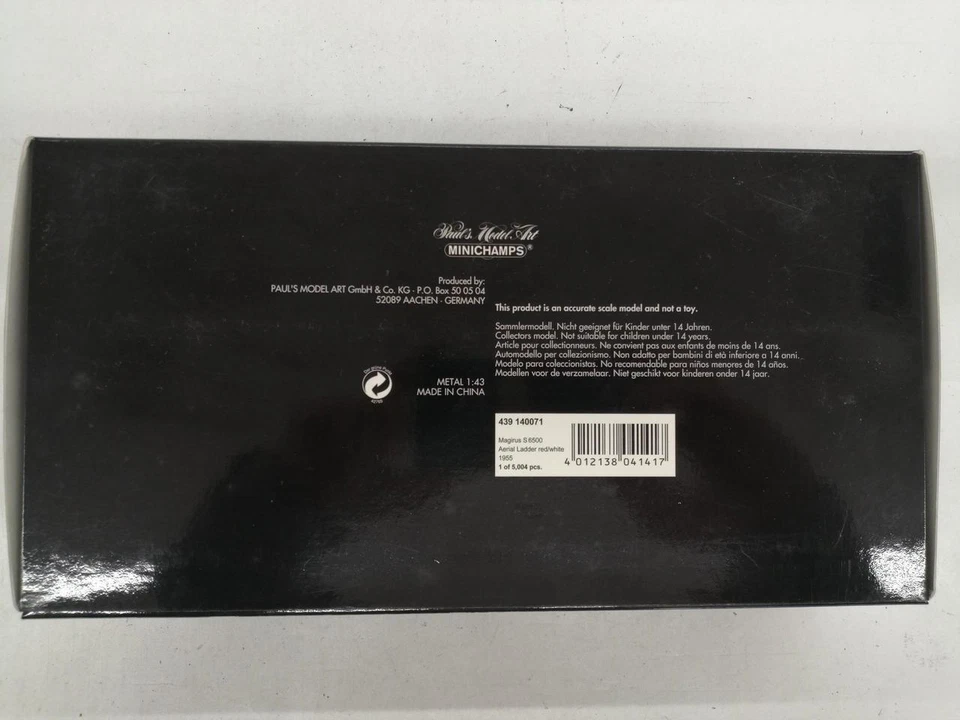 Paul's Model Art
MINICHAMPS®
Produced by:
PAUL'S MODEL ART GmbH & Co. KG · P.O. Box 50 05 04
52089 AACHEN · GERMANY
This product is an accurate scale model and not a toy.
Sammlermodell. Nicht geeignet für Kinder unter 14 Jahren.
Collectors model. Not suitable for children under 14 years.
Article pour collectionneurs. Ne convient pas aux enfants de moins de 14 ans.
Automodello per collezionismo. Non adatto per bambini di età inferiore a 14 anni.
Modelo para coleccionistas. No recomendable para niños menores de 14 años.
Modellen voor de verzamelaar. Niet geschikt voor kinderen onder 14 jaar.
METAL 1:43
MADE IN CHINA
439 140071
Magirus S 6500
Aerial Ladder red/white
1955
1 of 5,004 pcs.
4 012138 041417